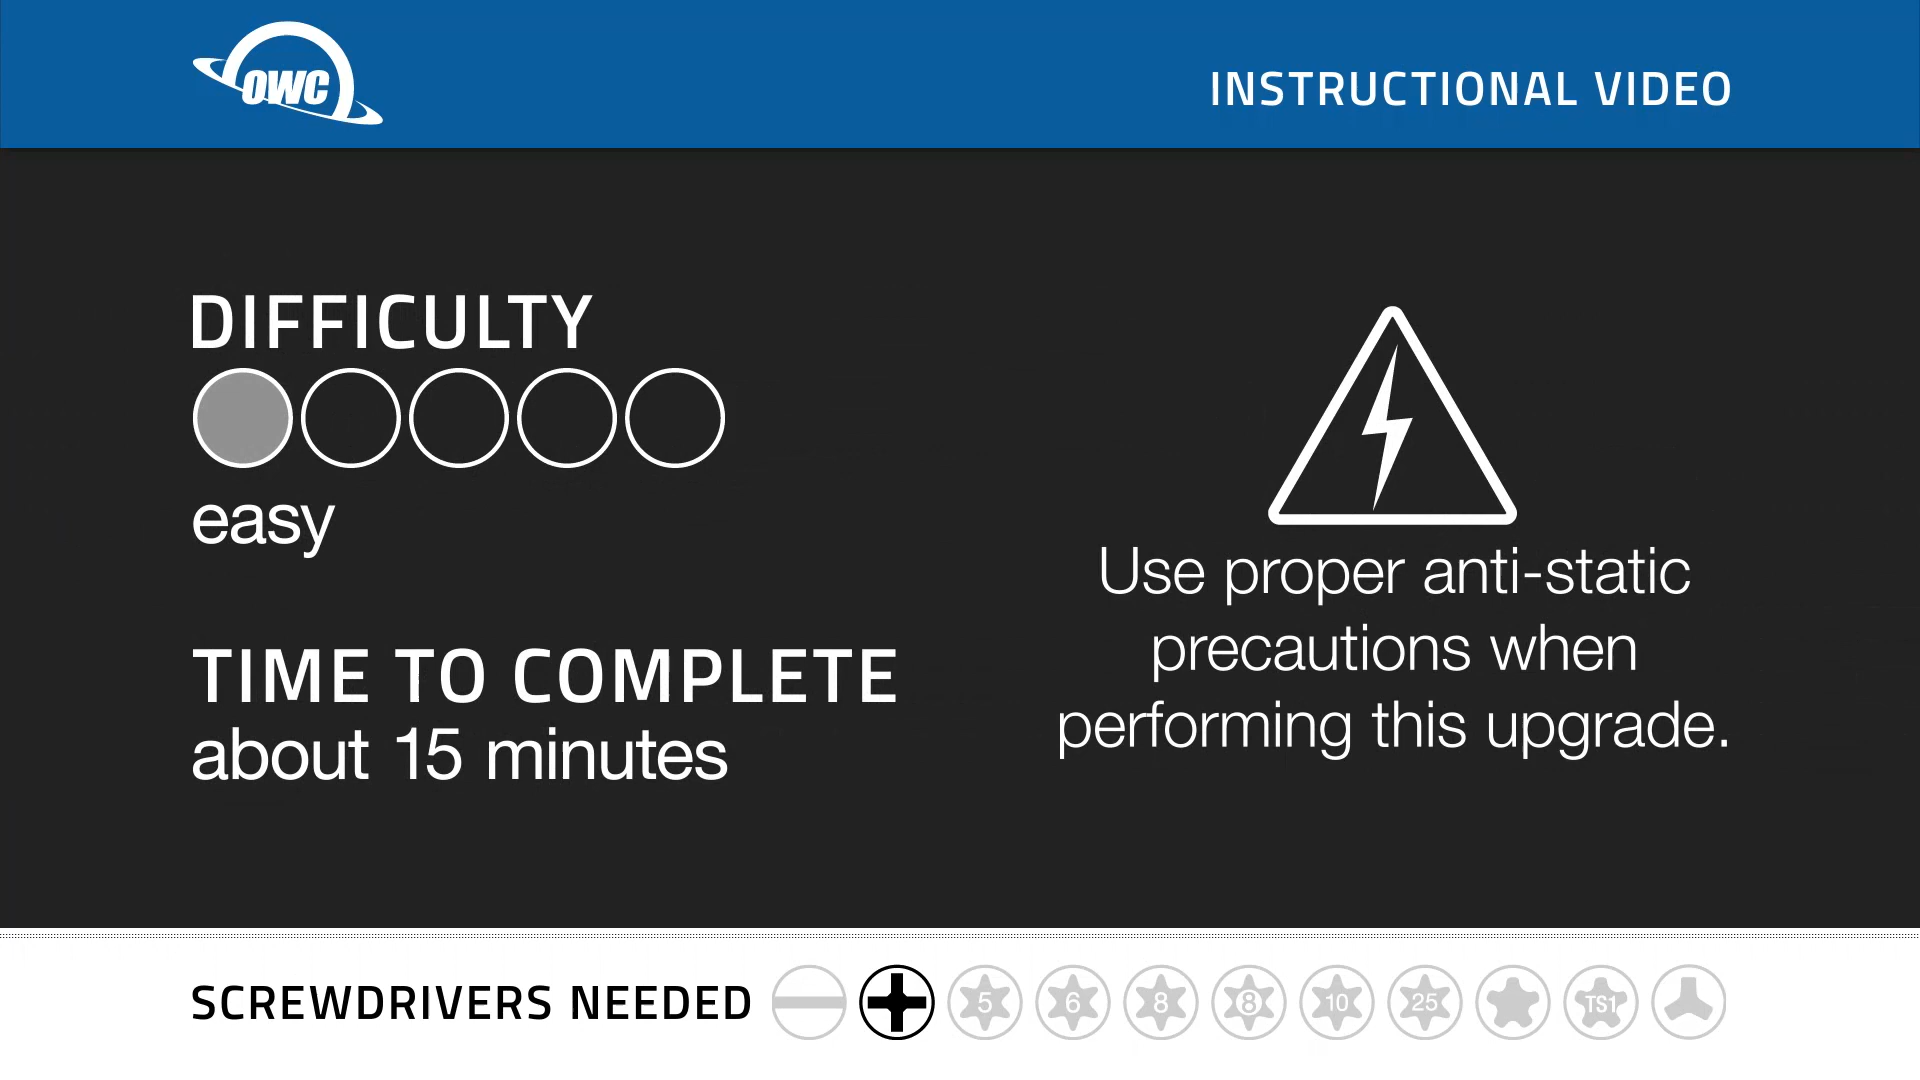 OWC
INSTRUCTIONAL VIDEO
DIFFICULTY
easy
TIME TO COMPLETE
about 15 minutes
Use proper anti-static
precautions when
performing this upgrade.
SCREWDRIVERS NEEDED
5 6 8 8 10 25 TS1